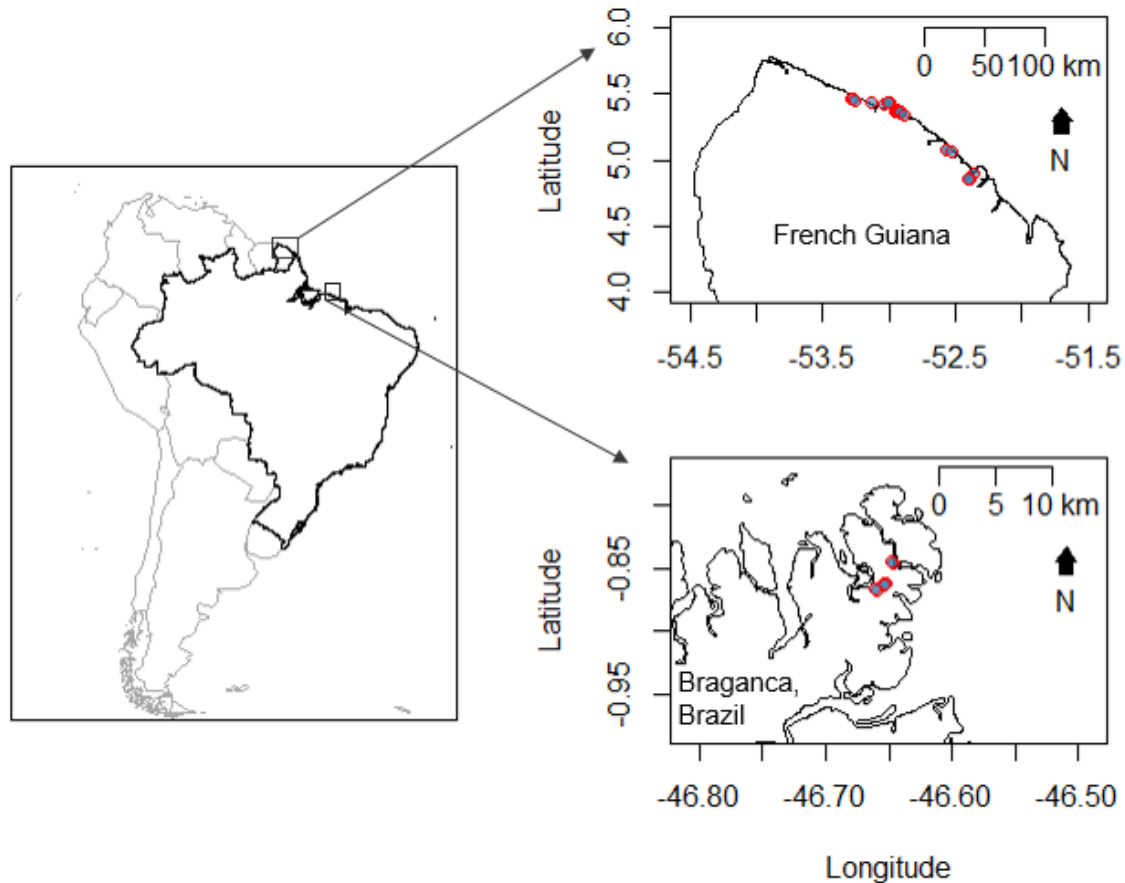 6.0
5.5
5.0
4.5
4.0
Latitude
0 50 100 km
N
French Guiana
-54.5 -53.5 -52.5 -51.5
-0.85
-0.95
Latitude
0 5 10 km
N
Braganca,
Brazil
-46.80 -46.70 -46.60 -46.50
Longitude